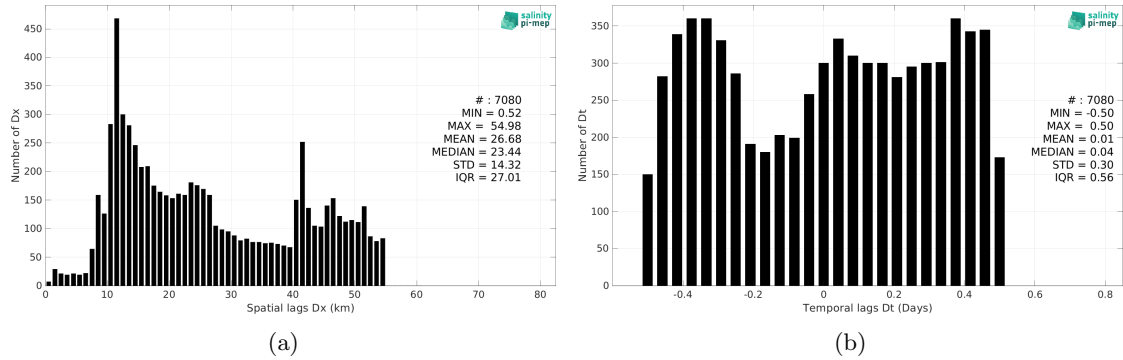 salinity
pi-mep
450
400
350
300
250
200
150
100
50
0
Number of Dx
# : 7080
MIN = 0.52
MAX = 54.98
MEAN = 26.68
MEDIAN = 23.44
STD = 14.32
IQR = 27.01
0 10 20 30 40 50 60 70 80
Spatial lags Dx (km)
(a)
salinity
pi-mep
350
300
250
200
150
100
50
0
Number of Dt
# : 7080
MIN = -0.50
MAX = 0.50
MEAN = 0.01
MEDIAN = 0.04
STD = 0.30
IQR = 0.56
-0.4 -0.2 0 0.2 0.4 0.6 0.8
Temporal lags Dt (Days)
(b)